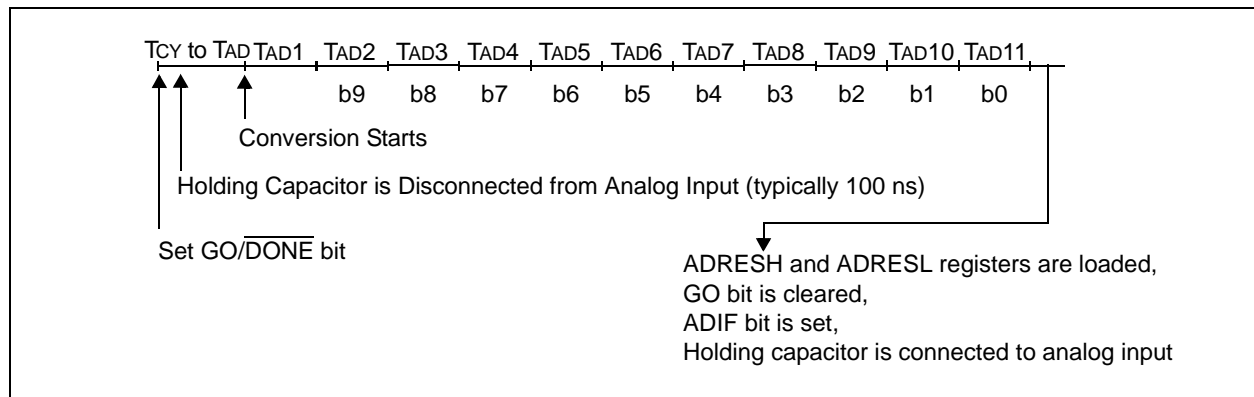 TCY to TAD TAD1 TAD2 TAD3 TAD4 TAD5 TAD6 TAD7 TAD8 TAD9 TAD10 TAD11
b9 b8 b7 b6 b5 b4 b3 b2 b1 b0
Conversion Starts
Holding Capacitor is Disconnected from Analog Input (typically 100 ns)
Set GO/DONE bit
ADRESH and ADRESL registers are loaded,
GO bit is cleared,
ADIF bit is set,
Holding capacitor is connected to analog input